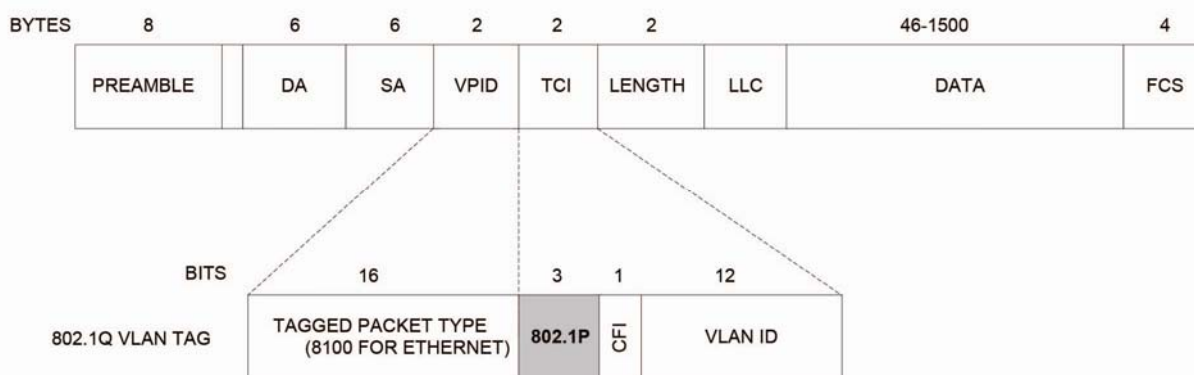 BYTES 8 6 6 2 2 2 46-1500 4
PREAMBLE DA SA VPID TCI LENGTH LLC DATA FCS
BITS 16 3 1 12
802.1Q VLAN TAG
TAGGED PACKET TYPE
(8100 FOR ETHERNET)
802.1P
CFI
VLAN ID